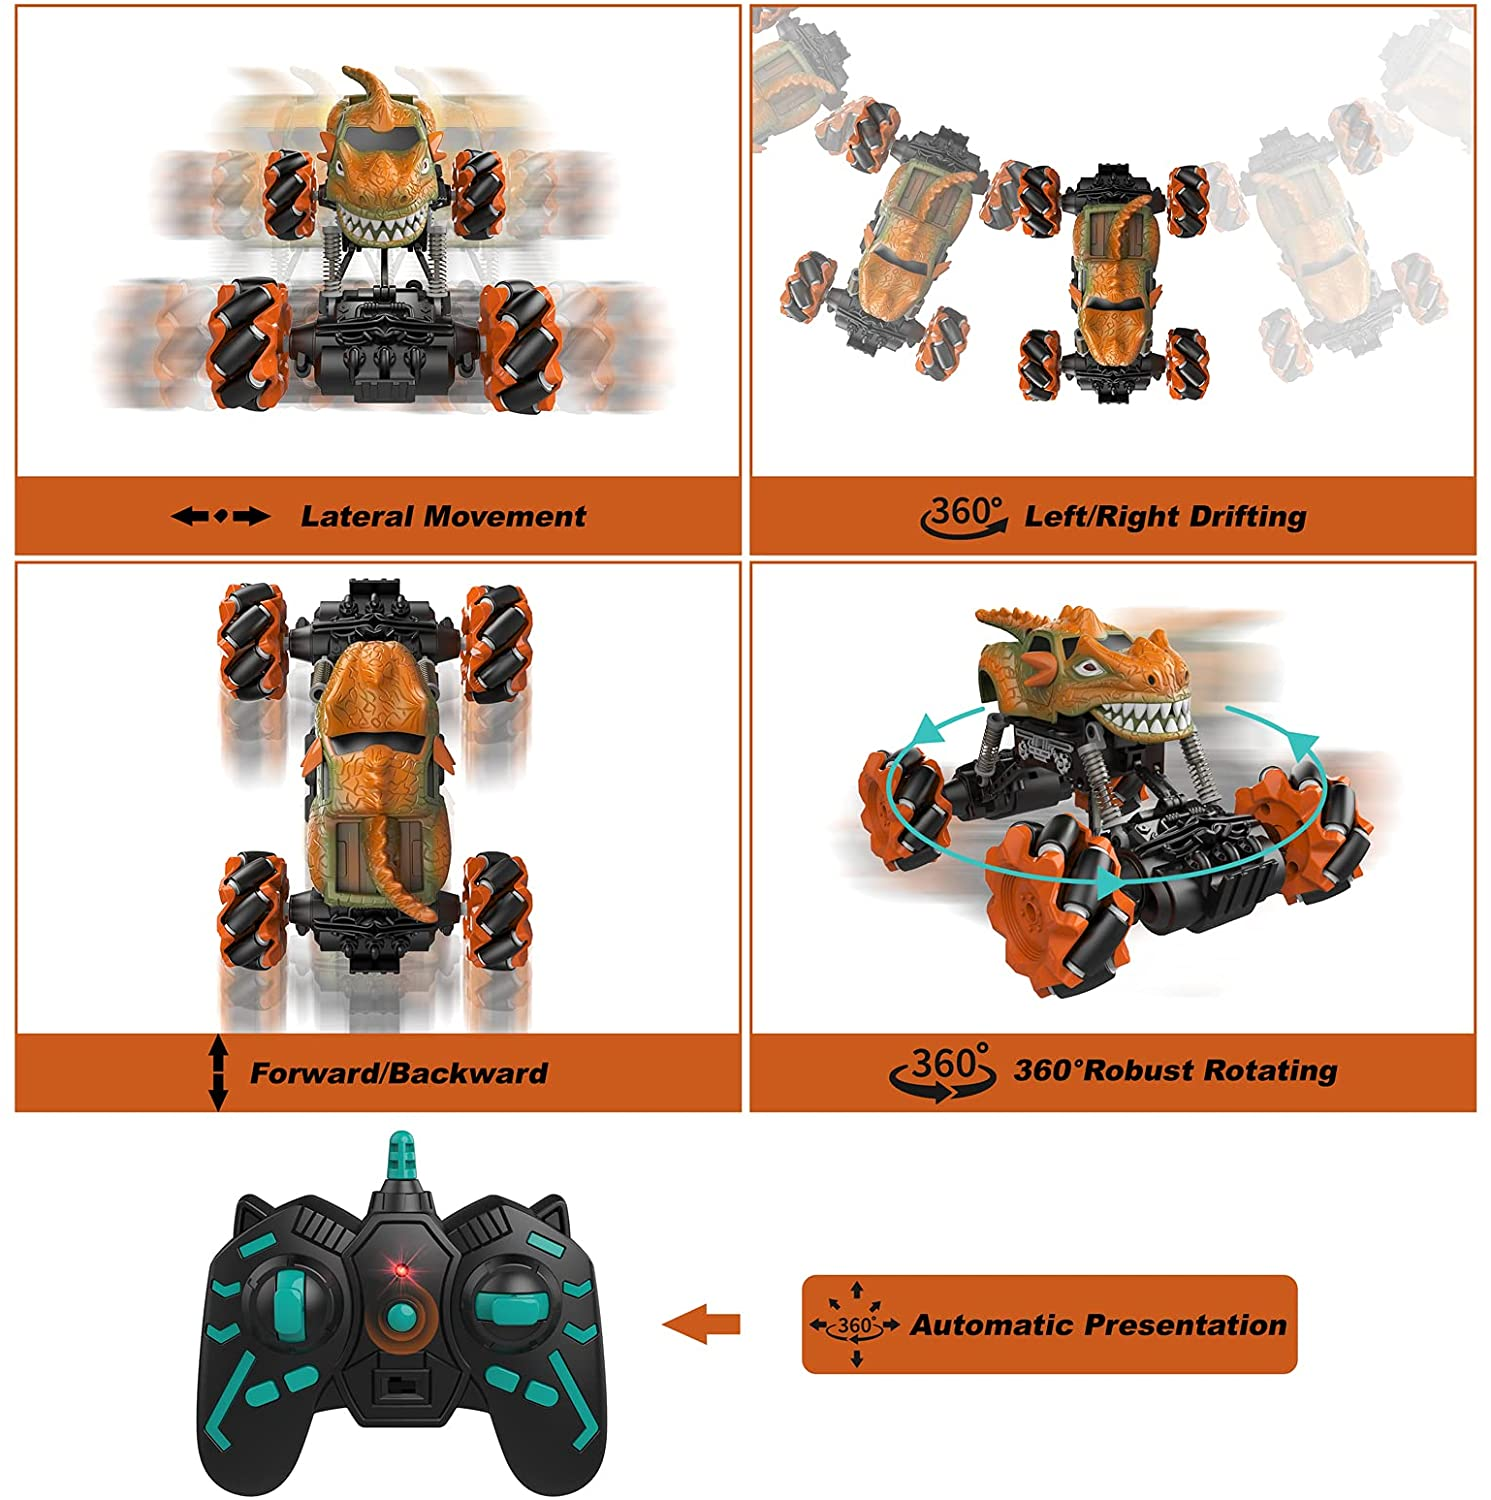 Lateral Movement
360° Left/Right Drifting
Forward/Backward
360° 360°Robust Rotating
360° Automatic Presentation